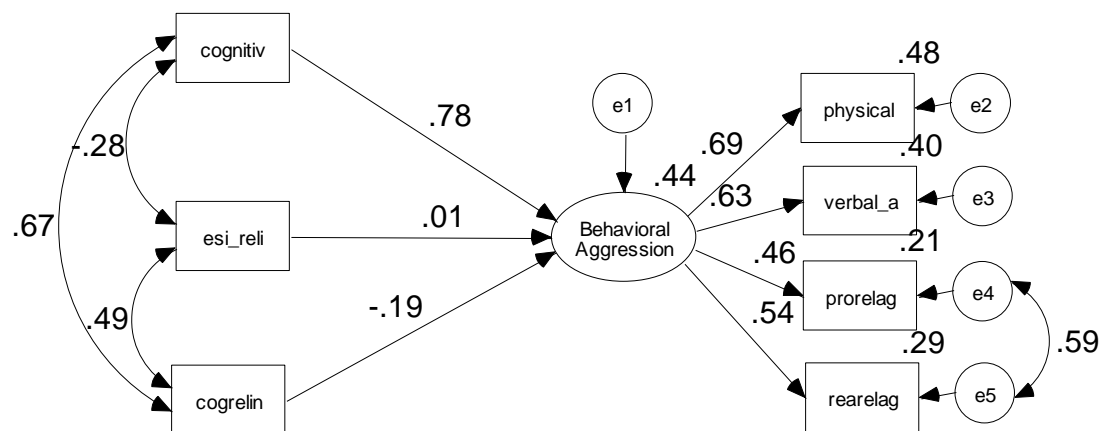 cognitiv
esi_reli
cogrelin
-.28
.67
.49
.78
.01
-.19
e1
.44
Behavioral
Aggression
.69
.63
.46
.54
.48
physical
e2
.40
verbal_a
e3
.21
prorelag
e4
.29
rearelag
e5
.59